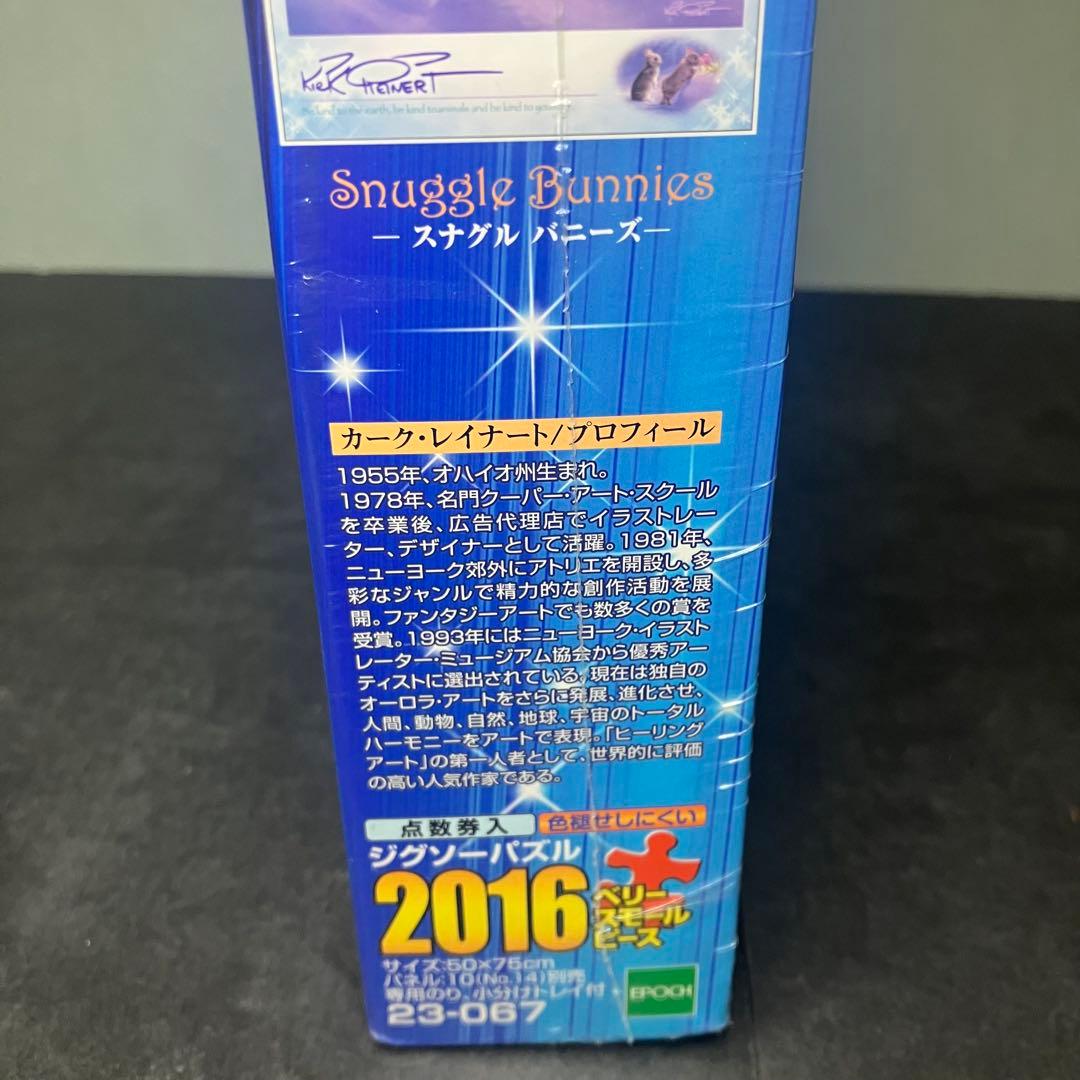 KIRK REINERT
Be kind to the earth, be kind to animals and be kind to yourself.
Snuggle Bunnies
― スナグル バニーズ―
カーク・レイナート/プロフィール
1955年、オハイオ州生まれ。
1978年、名門クーパー・アート・スクール
を卒業後、広告代理店でイラストレー
ター、デザイナーとして活躍。1981年、
ニューヨーク郊外にアトリエを開設し、多
彩なジャンルで精力的な創作活動を展
開。ファンタジーアートでも数多くの賞を
受賞。1993年にはニューヨーク・イラスト
レーター・ミュージアム協会から優秀アー
ティストに選出されている。現在は独自の
オーロラ・アートをさらに発展、進化させ、
人間、動物、自然、地球、宇宙のトータル
ハーモニーをアートで表現。「ヒーリング
アート」の第一人者として、世界的に評価
の高い人気作家である。
点数券入 色褪せしにくい
ジグソーパズル
2016 ベリー
スモール
ピース
サイズ:50×75cm
パネル:10(No.14)別売
専用のり、小分けトレイ付
23-067
EPOCH